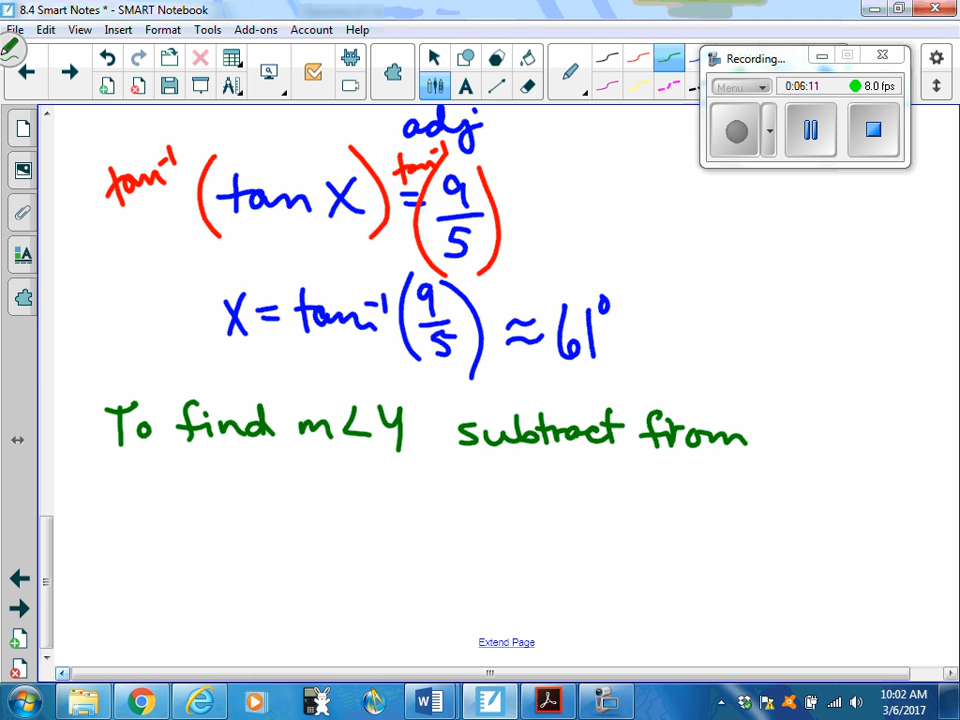 8.4 Smart Notes * - SMART Notebook
File Edit View Insert Format Tools Add-ons Account Help
Recording...
Menu 0:06:11 8.0 fps
adj
tan⁻¹ (tan X) = tan⁻¹ (9/5)
X = tan⁻¹ (9/5) ≈ 61°
To find m∠Y subtract from
Extend Page
10:02 AM
3/6/2017